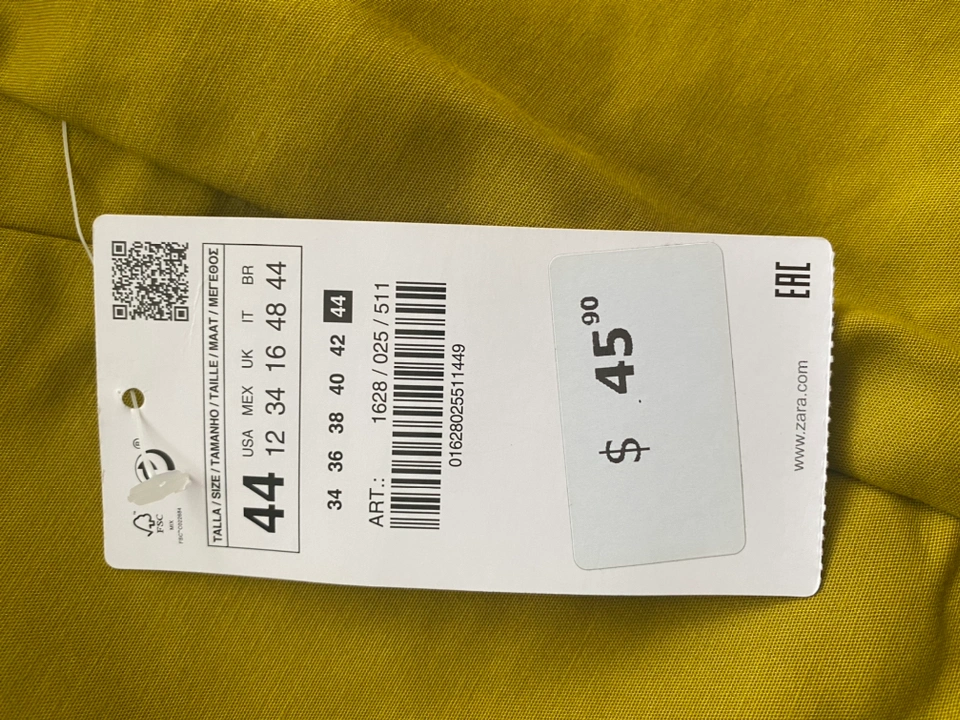 FSC
MIX
TALLA / SIZE / TAMANHO / TAILLE / MAAT / ΜΕΓΕΘΟΣ
44
USA MEX UK IT BR
12 34 16 48 44
34 36 38 40 42 44
ART.: 1628 / 025 / 511
01628025511449
$ 45⁹⁰
www.zara.com
EAC